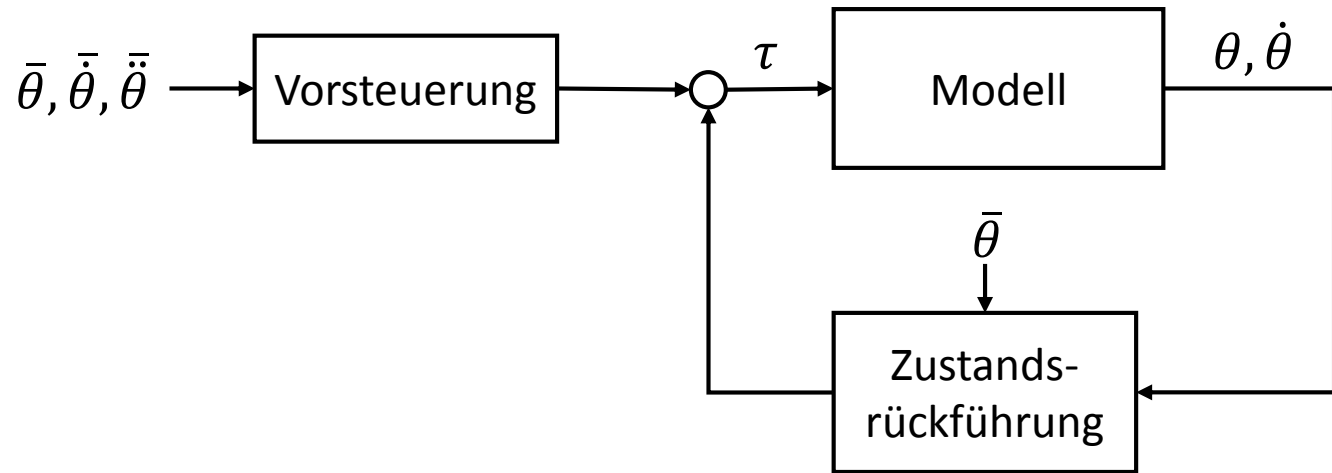 θ̄, θ̇̄, θ̈̄
Vorsteuerung
τ
Modell
θ, θ̇
θ̄
Zustands-
rückführung